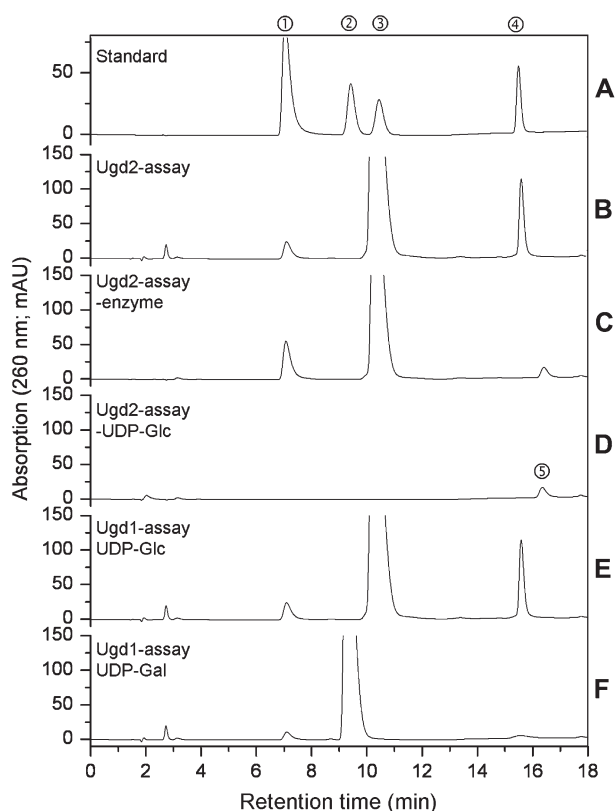 ① ② ③ ④
Standard
50
0
A
150
Ugd2-assay
100
50
0
B
150
Ugd2-assay
-enzyme
100
50
0
C
150
Ugd2-assay
-UDP-Glc
100
50
0
⑤
D
150
Ugd1-assay
UDP-Glc
100
50
0
E
150
Ugd1-assay
UDP-Gal
100
50
0
F
0 2 4 6 8 10 12 14 16 18
Retention time (min)
Absorption (260 nm; mAU)